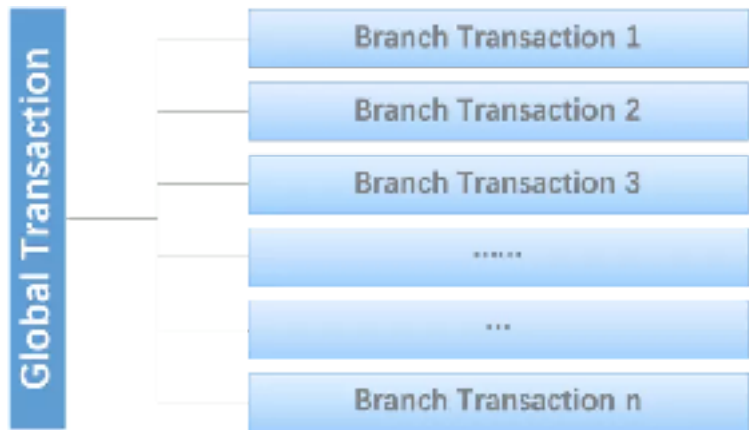 Global Transaction
Branch Transaction 1
Branch Transaction 2
Branch Transaction 3
......
...
Branch Transaction n